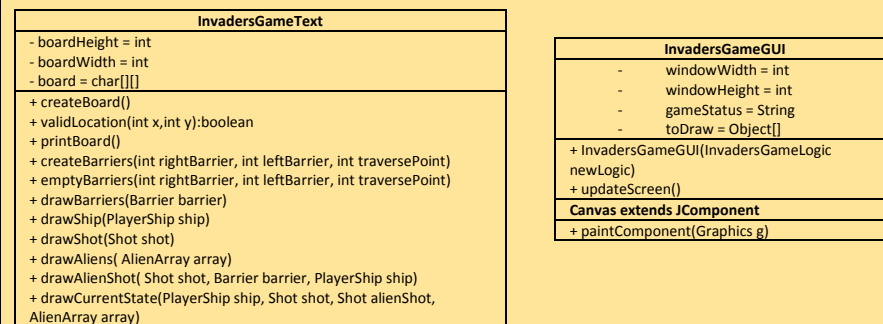 InvadersGameText
- boardHeight = int
- boardWidth = int
- board = char[][]
+ createBoard()
+ validLocation(int x,int y):boolean
+ printBoard()
+ createBarriers(int rightBarrier, int leftBarrier, int traversePoint)
+ emptyBarriers(int rightBarrier, int leftBarrier, int traversePoint)
+ drawBarriers(Barrier barrier)
+ drawShip(PlayerShip ship)
+ drawShot(Shot shot)
+ drawAliens( AlienArray array)
+ drawAlienShot( Shot shot, Barrier barrier, PlayerShip ship)
+ drawCurrentState(PlayerShip ship, Shot shot, Shot alienShot,
AlienArray array)
InvadersGameGUI
- windowWidth = int
- windowHeight = int
- gameStatus = String
- toDraw = Object[]
+ InvadersGameGUI(InvadersGameLogic
newLogic)
+ updateScreen()
Canvas extends JComponent
+ paintComponent(Graphics g)